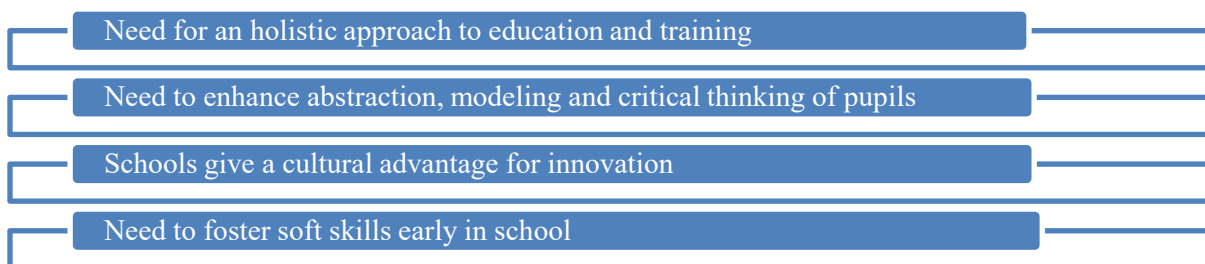 Need for an holistic approach to education and training
Need to enhance abstraction, modeling and critical thinking of pupils
Schools give a cultural advantage for innovation
Need to foster soft skills early in school